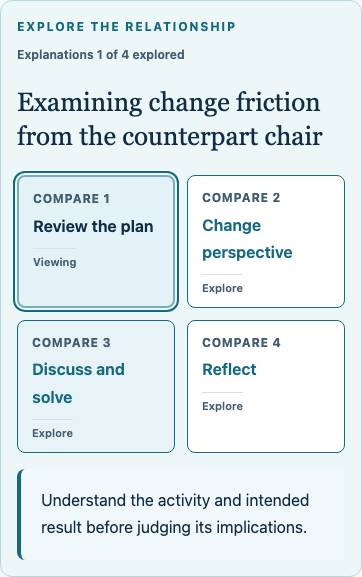 EXPLORE THE RELATIONSHIP
Explanations 1 of 4 explored
Examining change friction
from the counterpart chair
COMPARE 1
Review the plan
Viewing
COMPARE 2
Change
perspective
Explore
COMPARE 3
Discuss and
solve
Explore
COMPARE 4
Reflect
Explore
Understand the activity and intended
result before judging its implications.